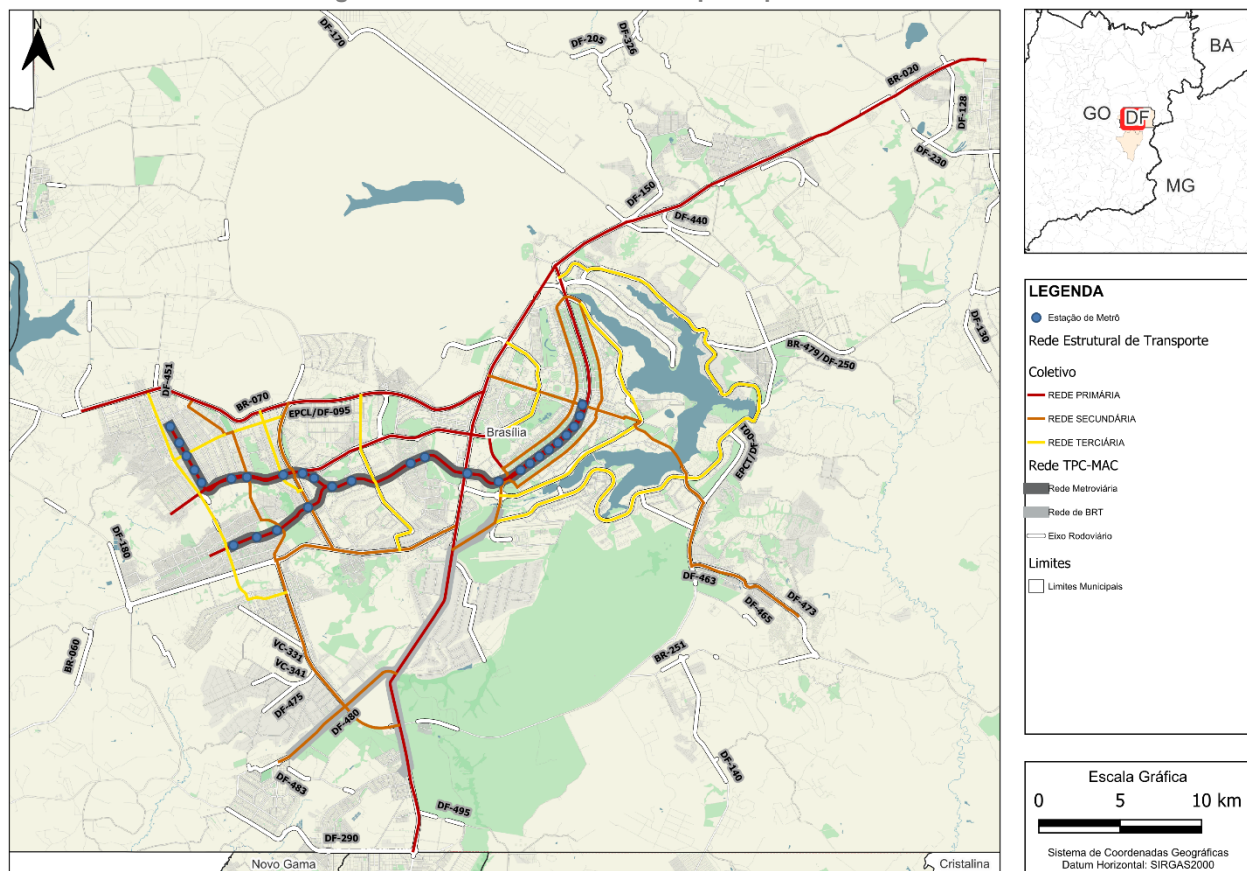 N
DF-170
DF-205
DF-326
BR-020
DF-128
DF-230
DF-150
DF-440
DF-130
BR-479/DF-250
DF-451
BR-070
EPCL/DF-095
Brasília
EPCT/DF-001
DF-180
DF-463
DF-473
DF-465
VC-331
VC-341
BR-060
DF-475
BR-251
DF-480
DF-140
DF-483
DF-495
DF-290
Novo Gama
Cristalina
BA
GO
DF
MG
LEGENDA
Estação de Metrô
Rede Estrutural de Transporte
Coletivo
REDE PRIMÁRIA
REDE SECUNDÁRIA
REDE TERCIÁRIA
Rede TPC-MAC
Rede Metroviária
Rede de BRT
Eixo Rodoviário
Limites
Limites Municipais
Escala Gráfica
0 5 10 km
Sistema de Coordenadas Geográficas
Datum Horizontal: SIRGAS2000